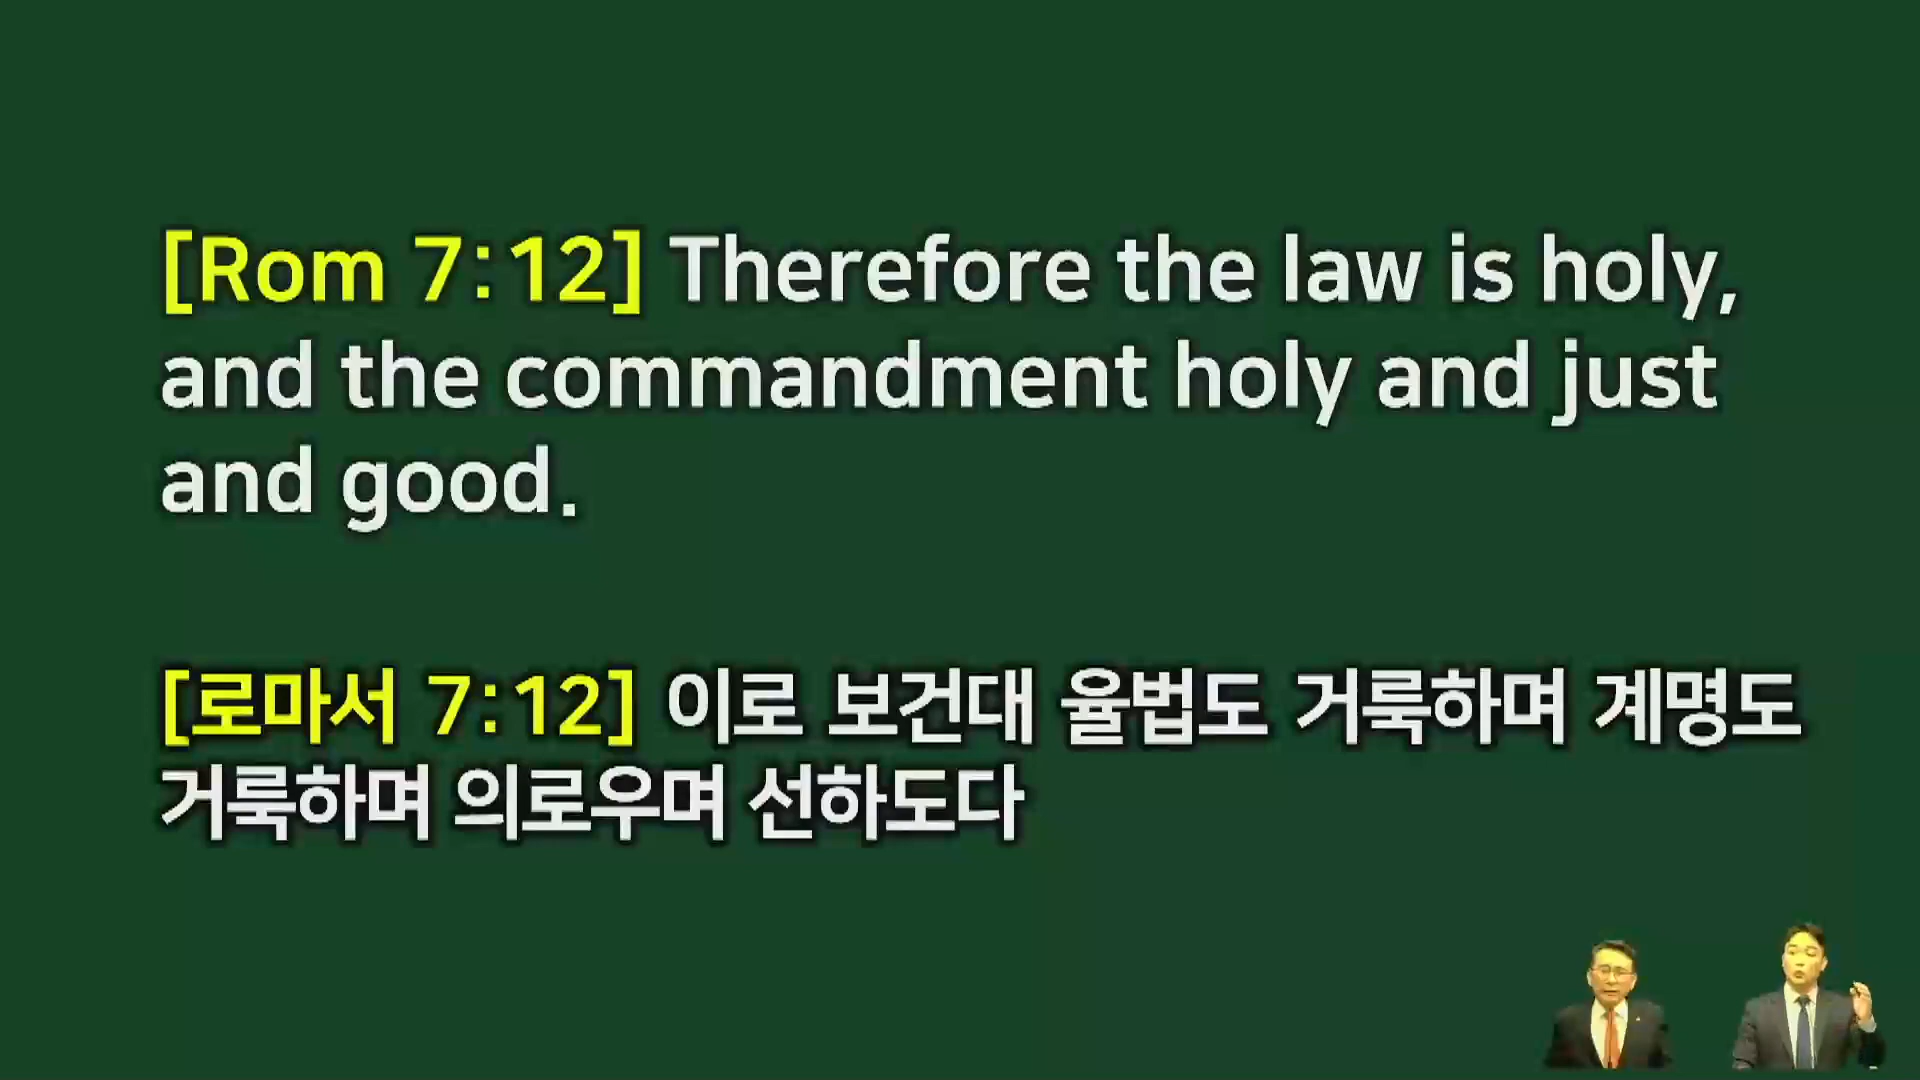 [Rom 7:12] Therefore the law is holy,
and the commandment holy and just
and good.
[로마서 7:12] 이로 보건대 율법도 거룩하며 계명도
거룩하며 의로우며 선하도다